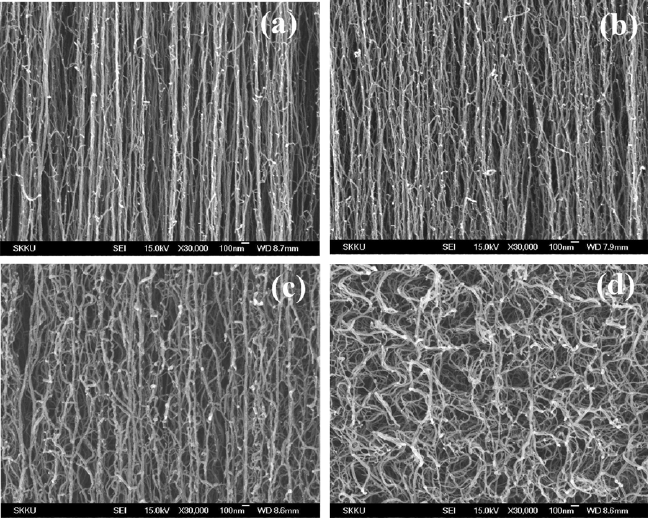 (a)
SKKU SEI 15.0kV X30,000 100nm WD 8.7mm
(b)
SKKU SEI 15.0kV X30,000 100nm WD 7.9mm
(c)
SKKU SEI 15.0kV X30,000 100nm WD 8.6mm
(d)
SKKU SEI 15.0kV X30,000 100nm WD 8.6mm